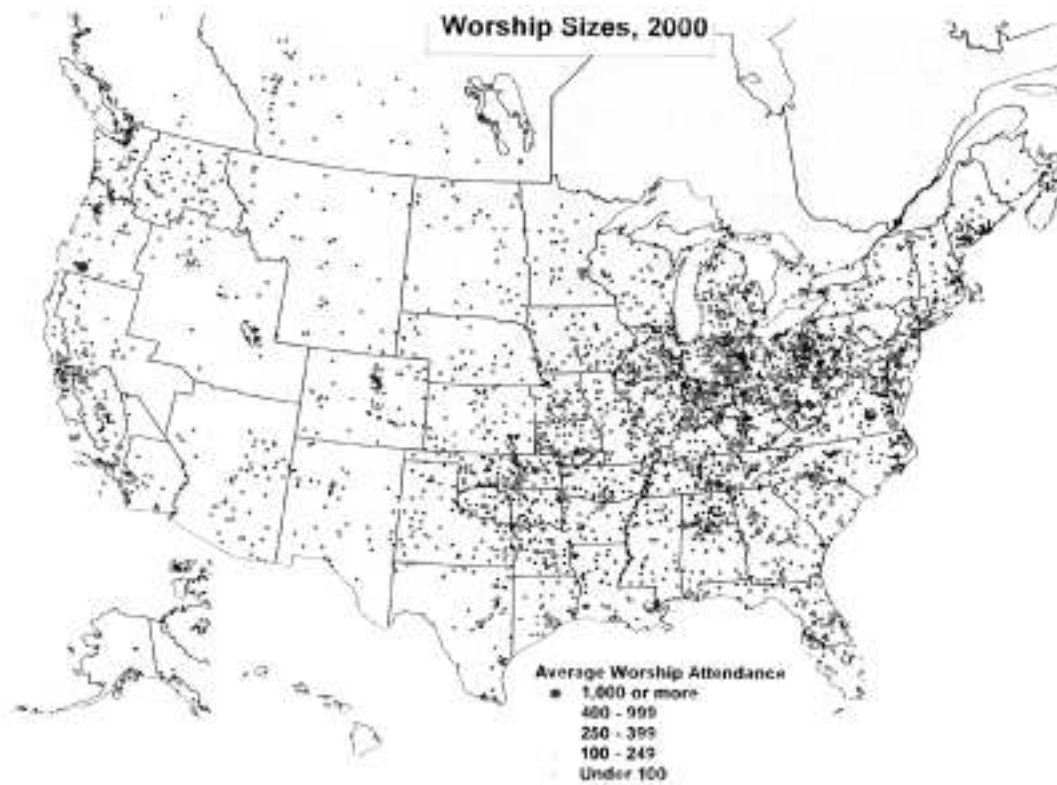 Worship Sizes, 2000
Average Worship Attendance
1,000 or more
400 - 999
250 - 399
100 - 249
Under 100